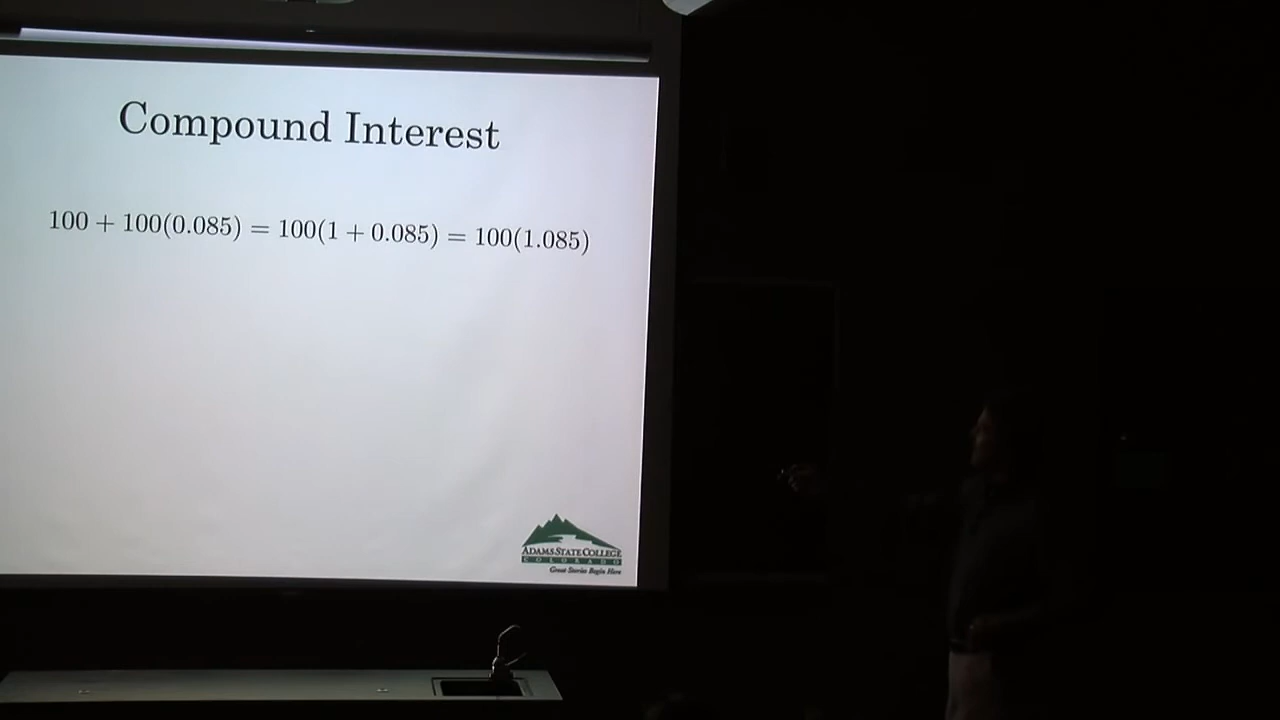 Compound Interest
100 + 100(0.085) = 100(1 + 0.085) = 100(1.085)
ADAMS STATE COLLEGE
COLORADO
Great Stories Begin Here